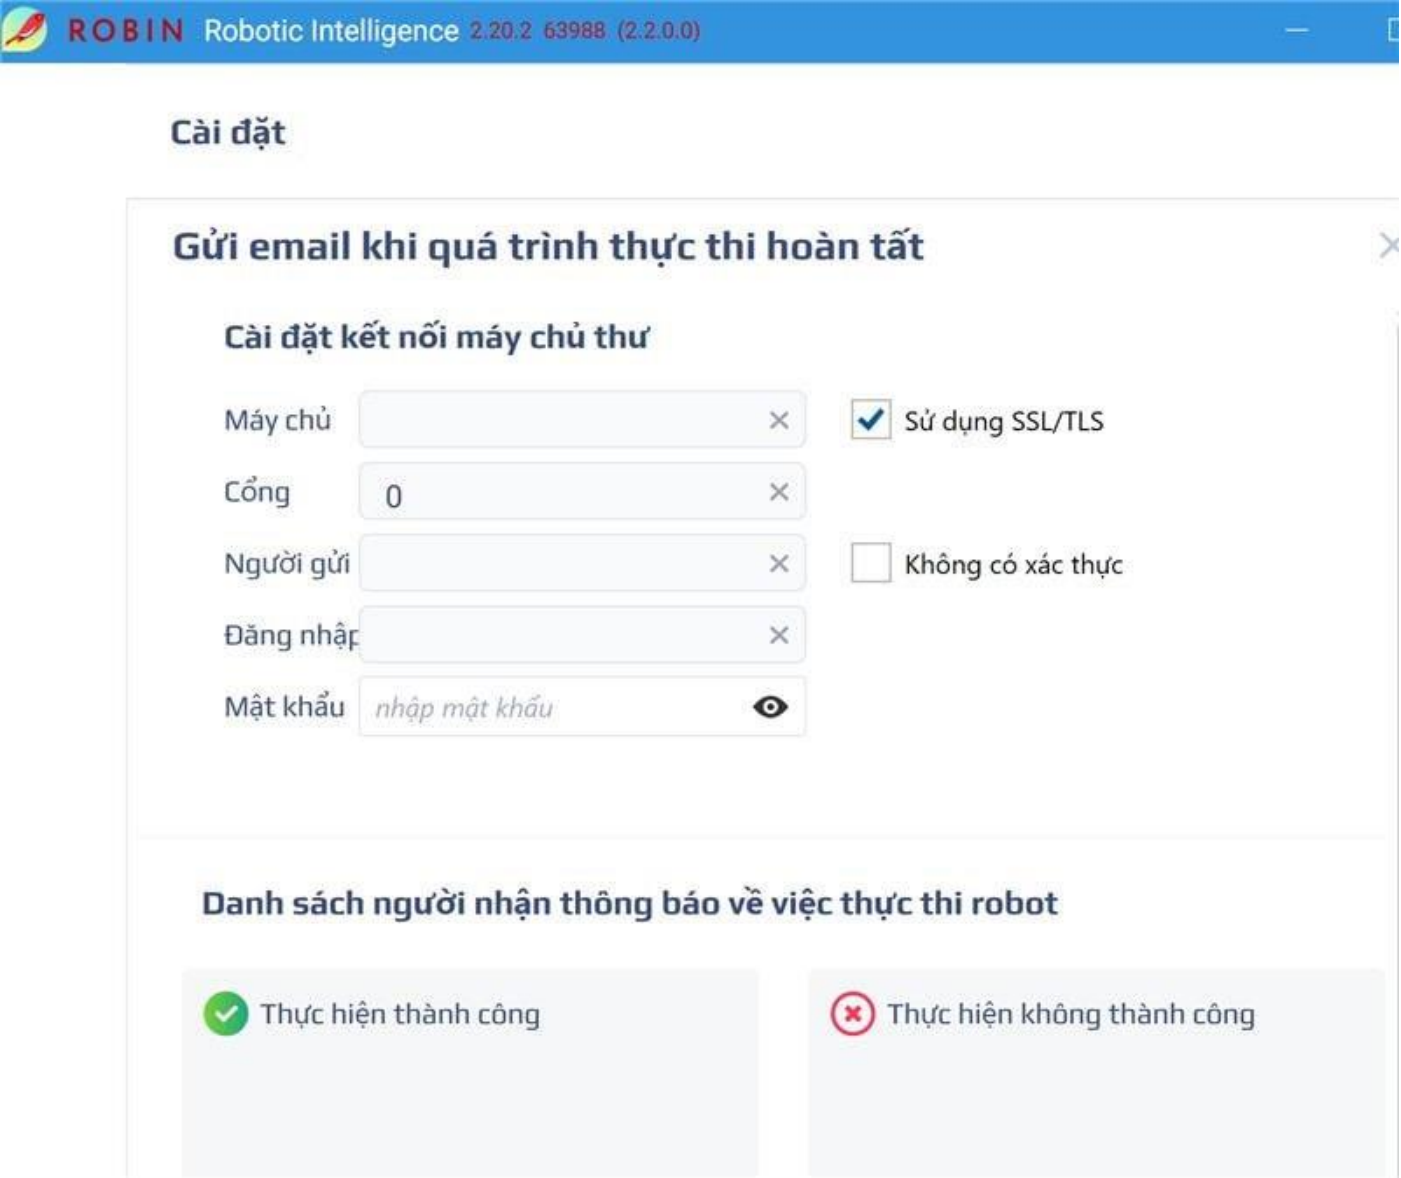 ROBIN Robotic Intelligence 2.20.2 63988 (2.2.0.0)
Cài đặt
Gửi email khi quá trình thực thi hoàn tất
Cài đặt kết nối máy chủ thư
Máy chủ
Sử dụng SSL/TLS
Cổng 0
Người gửi
Không có xác thực
Đăng nhập
Mật khẩu nhập mật khẩu
Danh sách người nhận thông báo về việc thực thi robot
Thực hiện thành công
Thực hiện không thành công